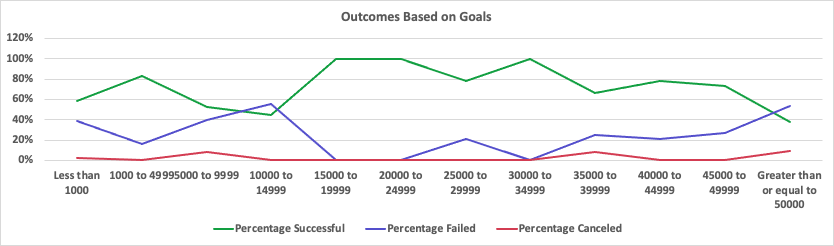 Outcomes Based on Goals
120%
100%
80%
60%
40%
20%
0%
Less than 1000 to 4999 5000 to 9999 10000 to 15000 to 20000 to 25000 to 30000 to 35000 to 40000 to 45000 to Greater than
1000 14999 19999 24999 29999 34999 39999 44999 49999 or equal to
50000
Percentage Successful Percentage Failed Percentage Canceled